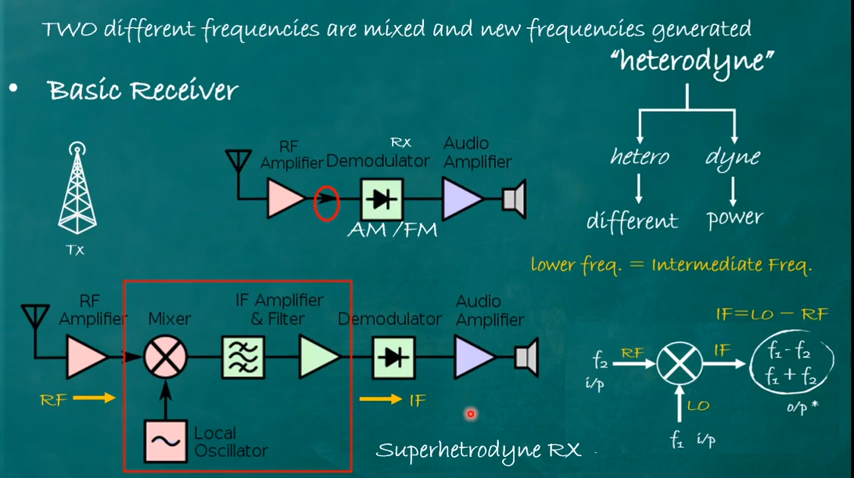 TWO different frequencies are mixed and new frequencies generated
"heterodyne"
• Basic Receiver
hetero
dyne
different
power
RF
Amplifier
Rx
Demodulator
Audio
Amplifier
AM/FM
Tx
lower freq. = Intermediate Freq.
RF
Amplifier
Mixer
IF Amplifier
& Filter
Demodulator
Audio
Amplifier
RF
IF
Local
Oscillator
Superhetrodyne RX
IF=LO - RF
f₂
i/p
RF
IF
f₁-f₂
f₁+f₂
o/p*
LO
f₁ i/p